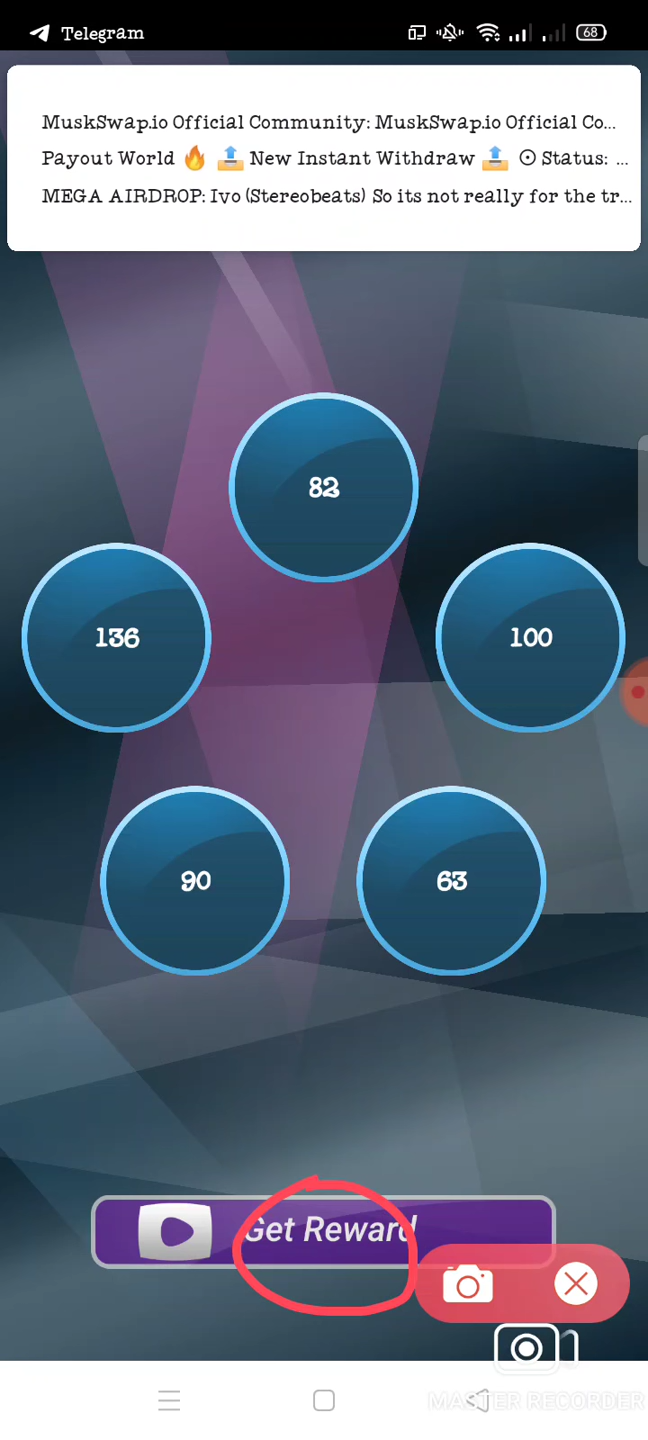 Telegram
68
MuskSwap.io Official Community: MuskSwap.io Official Co...
Payout World 🔥 📤 New Instant Withdraw 📤 ⊙ Status: ...
MEGA AIRDROP: Ivo (Stereobeats) So its not really for the tr...
82
136
100
90
63
Get Reward
MASTER RECORDER